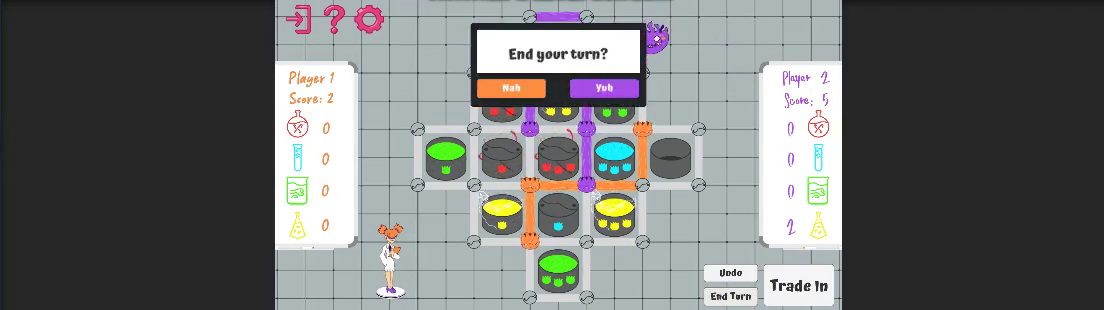 ?
End your turn?
Nah
Yuh
Player 1
Score: 2
0
0
0
0
Player 2
Score: 5
0
0
0
2
Undo
End Turn
Trade In